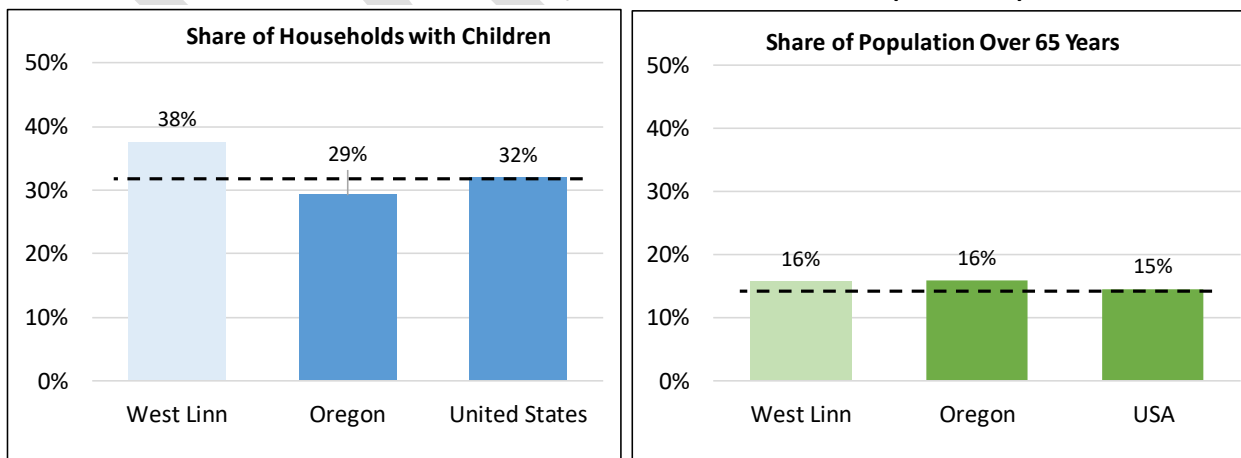 Share of Households with Children
50%
40%
30%
20%
10%
0%
38%
29%
32%
West Linn
Oregon
United States
Share of Population Over 65 Years
50%
40%
30%
20%
10%
0%
16%
16%
15%
West Linn
Oregon
USA